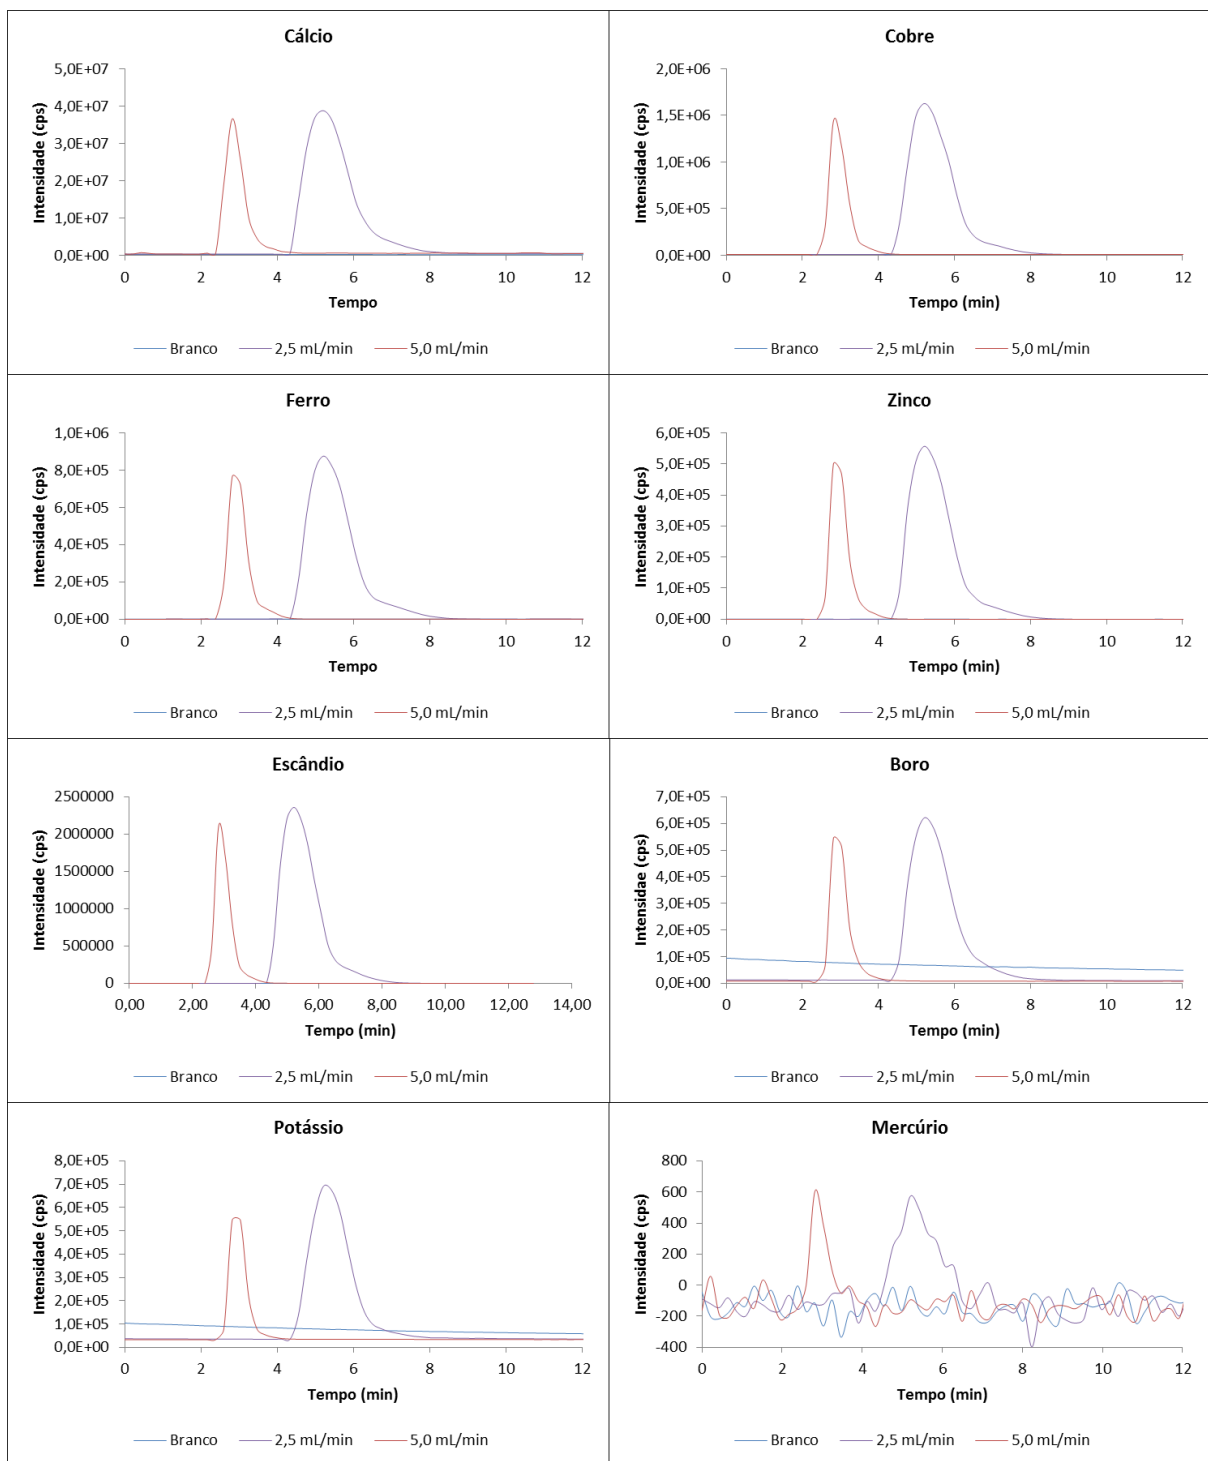 Cálcio
5,0E+07
4,0E+07
3,0E+07
2,0E+07
1,0E+07
0,0E+00
Intensidade (cps)
0 2 4 6 8 10 12
Tempo
Branco 2,5 mL/min 5,0 mL/min
Cobre
2,0E+06
1,5E+06
1,0E+06
5,0E+05
0,0E+00
Intensidade (cps)
0 2 4 6 8 10 12
Tempo (min)
Branco 2,5 mL/min 5,0 mL/min
Ferro
1,0E+06
8,0E+05
6,0E+05
4,0E+05
2,0E+05
0,0E+00
Intensidade (cps)
0 2 4 6 8 10 12
Tempo
Branco 2,5 mL/min 5,0 mL/min
Zinco
6,0E+05
5,0E+05
4,0E+05
3,0E+05
2,0E+05
1,0E+05
0,0E+00
Intensidade (cps)
0 2 4 6 8 10 12
Tempo (min)
Branco 2,5 mL/min 5,0 mL/min
Escândio
2500000
2000000
1500000
1000000
500000
0
Intensidade (cps)
0,00 2,00 4,00 6,00 8,00 10,00 12,00 14,00
Tempo (min)
Branco 2,5 mL/min 5,0 mL/min
Boro
7,0E+05
6,0E+05
5,0E+05
4,0E+05
3,0E+05
2,0E+05
1,0E+05
0,0E+00
Intensidae (cps)
0 2 4 6 8 10 12
Tempo (min)
Branco 2,5 mL/min 5,0 mL/min
Potássio
8,0E+05
7,0E+05
6,0E+05
5,0E+05
4,0E+05
3,0E+05
2,0E+05
1,0E+05
0,0E+00
Intensidade (cps)
0 2 4 6 8 10 12
Tempo (min)
Branco 2,5 mL/min 5,0 mL/min
Mercúrio
800
600
400
200
0
-200
-400
Intensidade (cps)
0 2 4 6 8 10 12
Tempo (min)
Branco 2,5 mL/min 5,0 mL/min